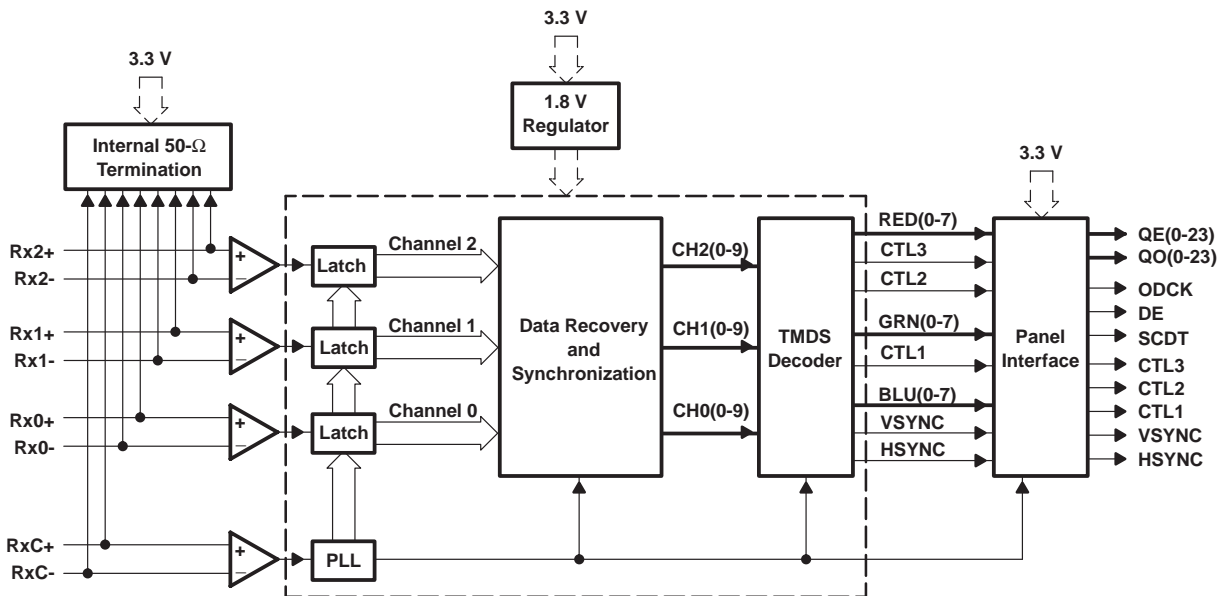 3.3 V
3.3 V
1.8 V
Regulator
Internal 50-Ω
Termination
3.3 V
Rx2+
Rx2-
Rx1+
Rx1-
Rx0+
Rx0-
RxC+
RxC-
+
−
+
−
+
−
+
−
Latch
Latch
Latch
PLL
Channel 2
Channel 1
Channel 0
Data Recovery
and
Synchronization
CH2(0-9)
CH1(0-9)
CH0(0-9)
TMDS
Decoder
RED(0-7)
CTL3
CTL2
GRN(0-7)
CTL1
BLU(0-7)
VSYNC
HSYNC
Panel
Interface
QE(0-23)
QO(0-23)
ODCK
DE
SCDT
CTL3
CTL2
CTL1
VSYNC
HSYNC